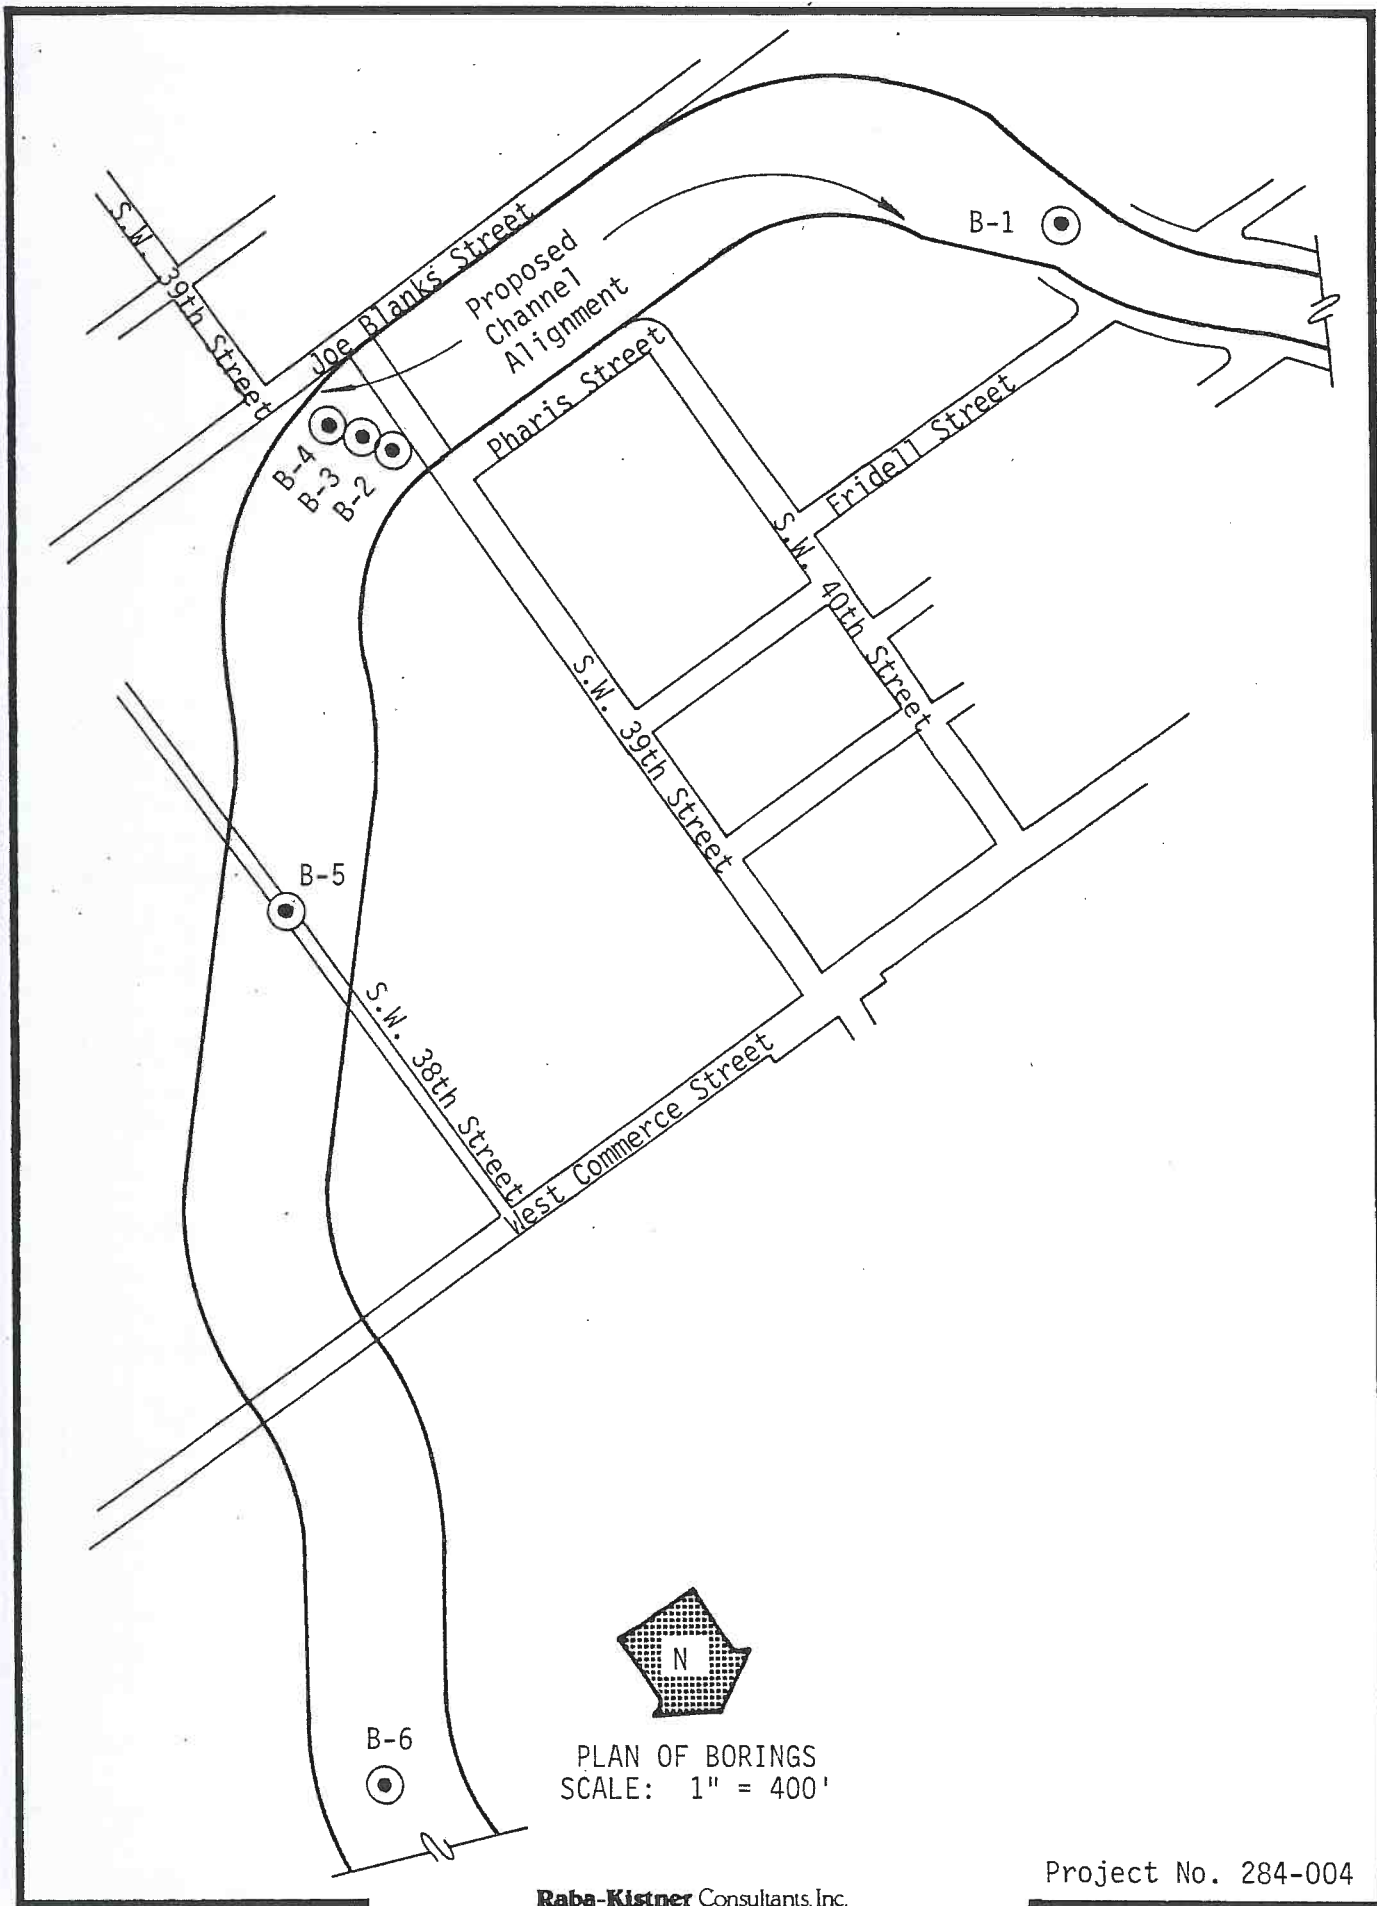 S.W. 39th Street
Joe Blanks Street
Proposed
Channel
Alignment
B-1
Pharis Street
B-4
B-3
B-2
Fridell Street
S.W. 40th Street
S.W. 39th Street
B-5
S.W. 38th Street
West Commerce Street
N
B-6
PLAN OF BORINGS
SCALE: 1" = 400'
Project No. 284-004
Raba-Kistner Consultants, Inc.